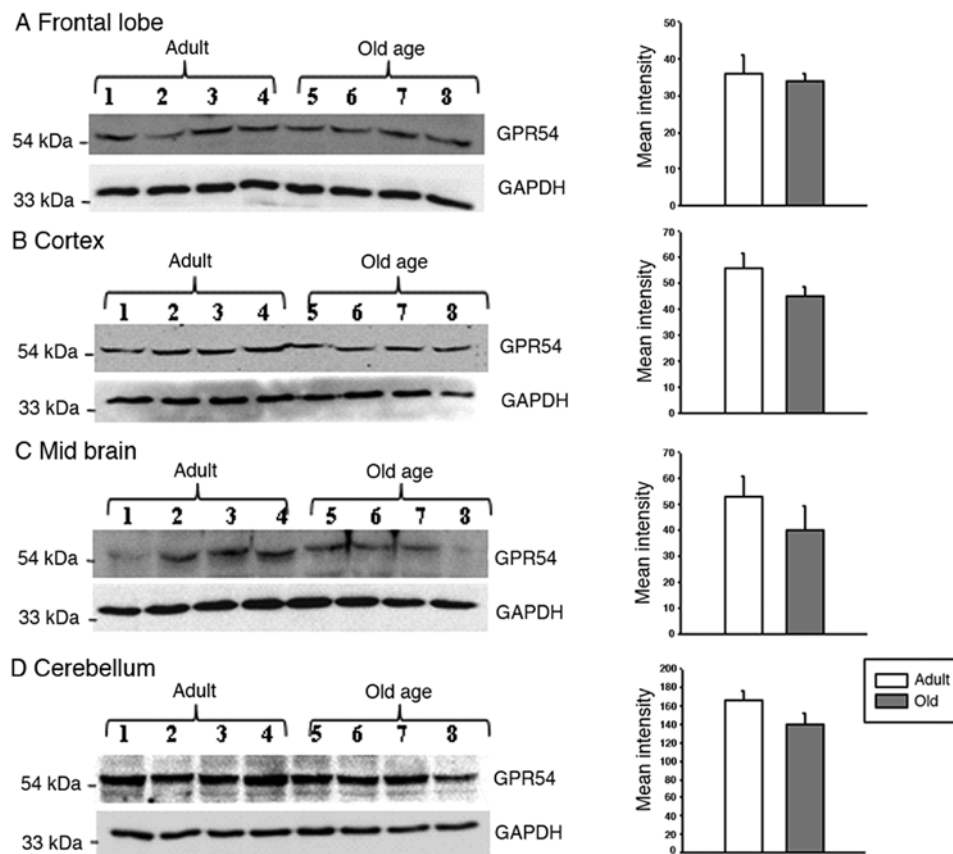 A Frontal lobe
Adult Old age
1 2 3 4 5 6 7 8
54 kDa GPR54
33 kDa GAPDH
Mean intensity
50
40
30
20
10
0
B Cortex
Adult Old age
1 2 3 4 5 6 7 8
54 kDa GPR54
33 kDa GAPDH
Mean intensity
70
60
50
40
30
20
10
0
C Mid brain
Adult Old age
1 2 3 4 5 6 7 8
54 kDa GPR54
33 kDa GAPDH
Mean intensity
70
60
50
40
30
20
10
0
D Cerebellum
Adult Old age
1 2 3 4 5 6 7 8
54 kDa GPR54
33 kDa GAPDH
Mean intensity
200
180
160
140
120
100
80
60
40
20
0
Adult
Old